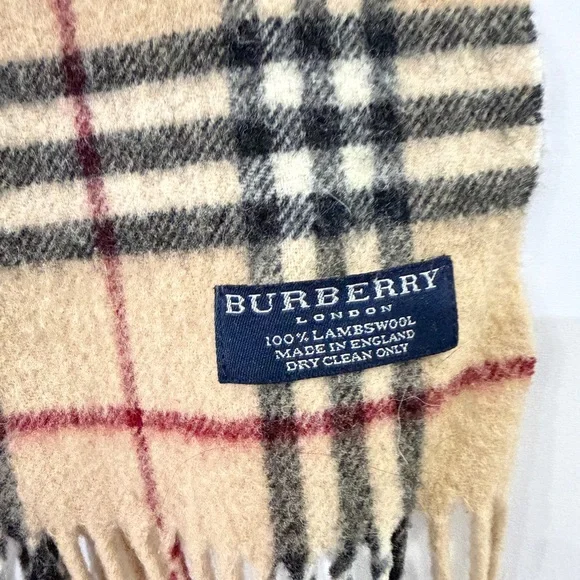 BURBERRY
LONDON
100% LAMBSWOOL
MADE IN ENGLAND
DRY CLEAN ONLY